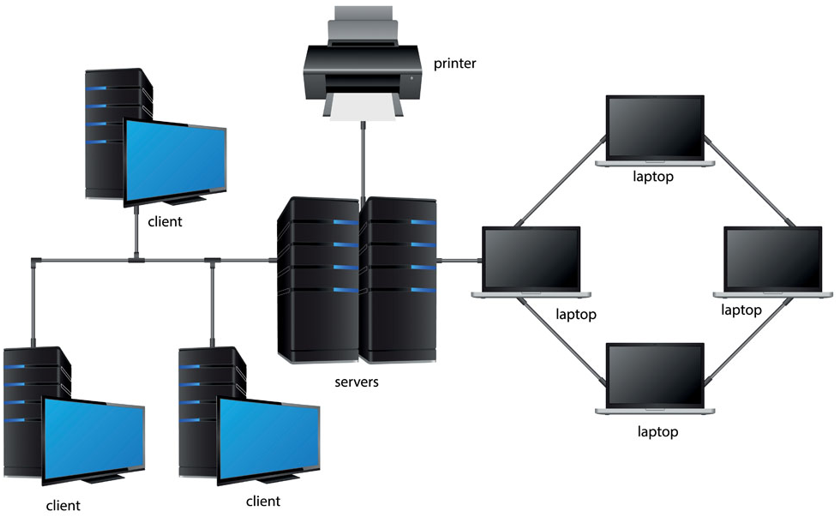 printer
laptop
client
laptop
laptop
servers
laptop
client
client